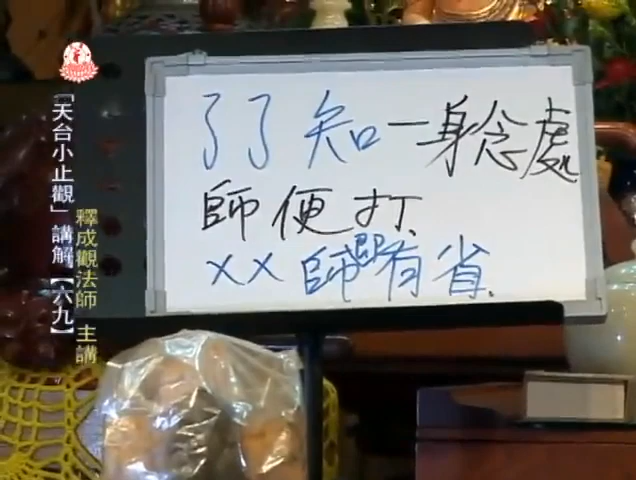 「天台小止觀」講解【六九】
釋成觀法師 主講
了了知一身念處
師便打
××師即有省.